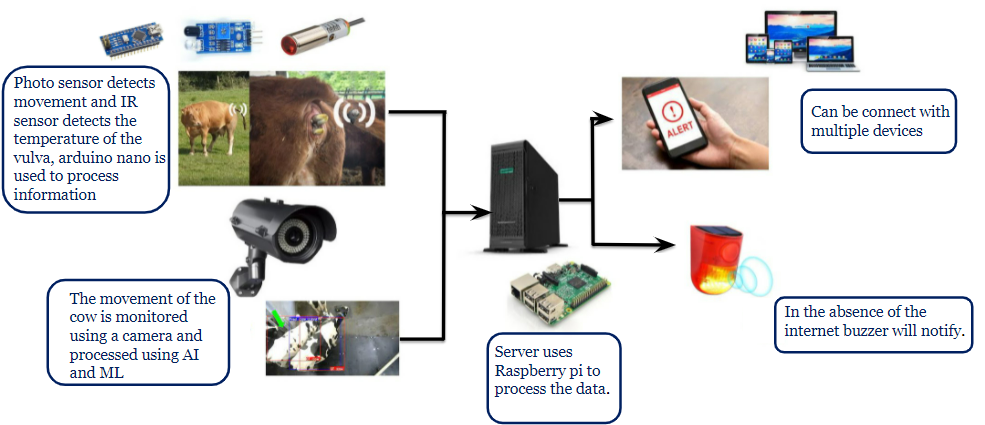 Photo sensor detects
movement and IR
sensor detects the
temperature of the
vulva, arduino nano is
used to process
information
The movement of the
cow is monitored
using a camera and
processed using AI
and ML
Server uses
Raspberry pi to
process the data.
ALERT
Can be connect with
multiple devices
In the absence of the
internet buzzer will notify.